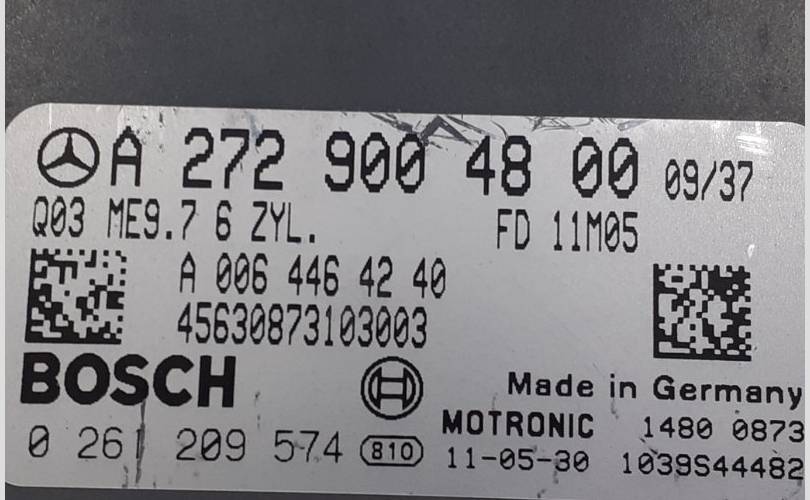 A 272 900 48 00 09/37
Q03 ME9.7 6 ZYL. FD 11M05
A 006 446 42 40
45630873103003
BOSCH
Made in Germany
MOTRONIC 1480 0873
0 261 209 574 810 11-05-30 1039S44482